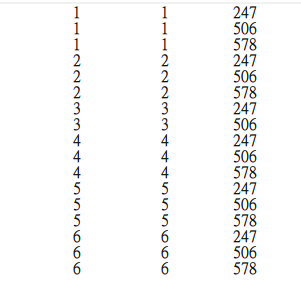 1 1 247
1 1 506
1 1 578
2 2 247
2 2 506
2 2 578
3 3 247
3 3 506
4 4 247
4 4 506
4 4 578
5 5 247
5 5 506
5 5 578
6 6 247
6 6 506
6 6 578